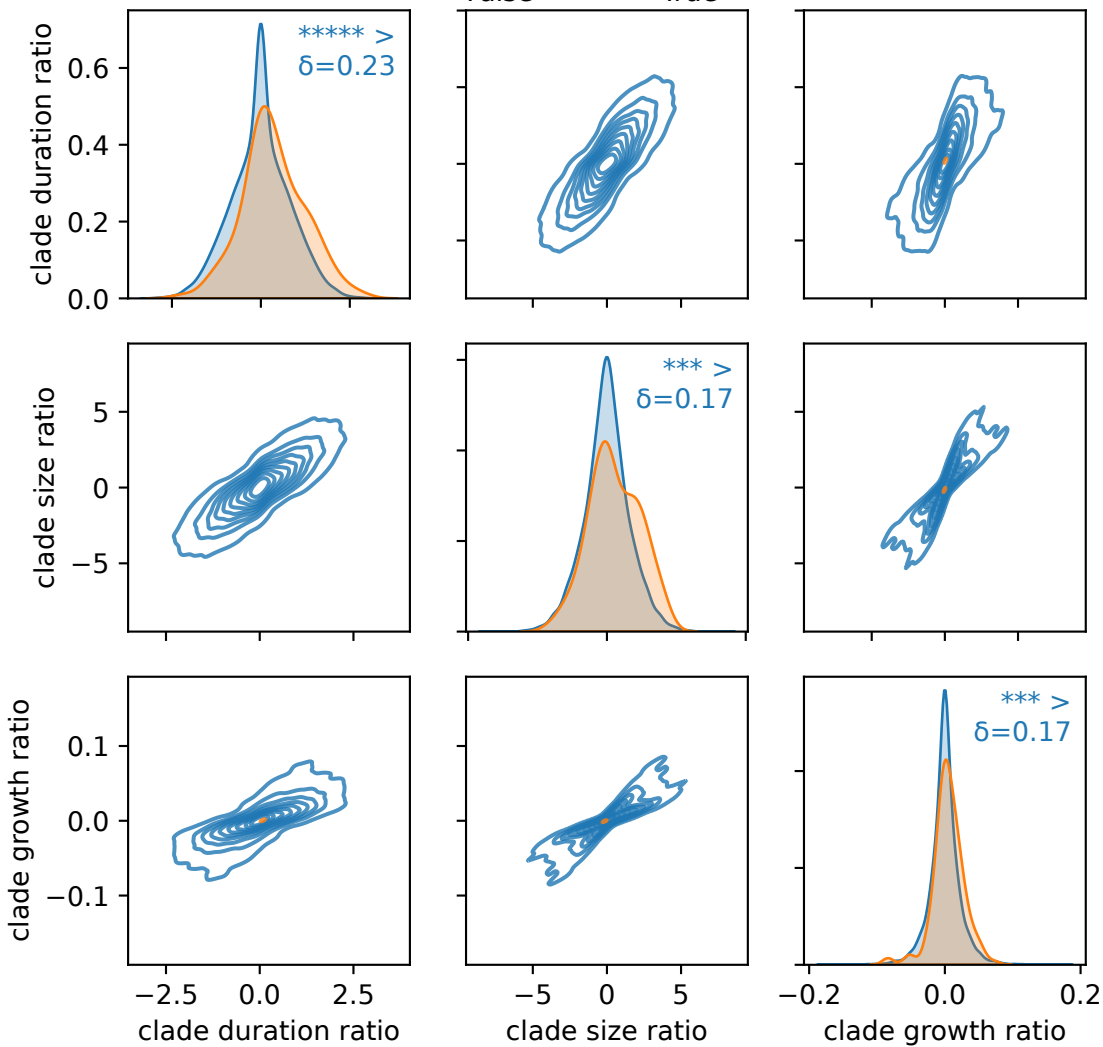 ***** >
δ=0.23
clade duration ratio
0.6
0.4
0.2
0.0
*** >
δ=0.17
clade size ratio
5
0
−5
*** >
δ=0.17
clade growth ratio
0.1
0.0
−0.1
−2.5 0.0 2.5
−5 0 5
−0.2 0.0 0.2
clade duration ratio
clade size ratio
clade growth ratio